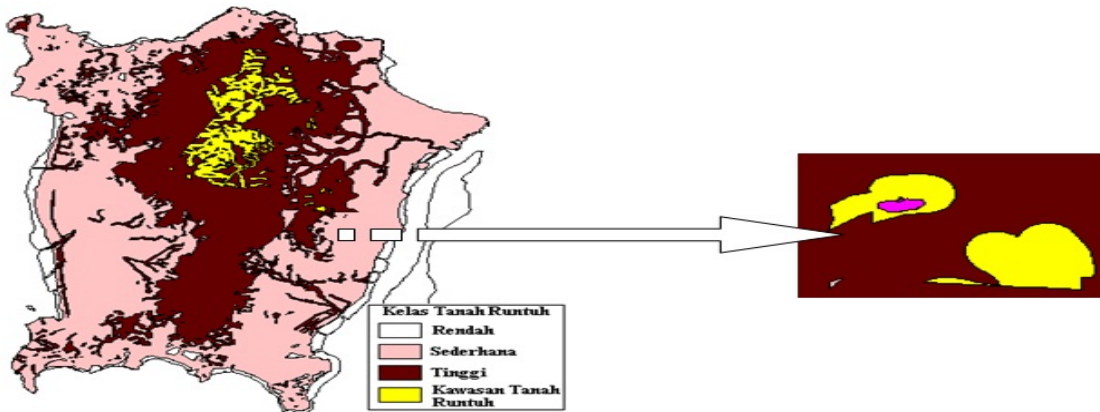 Kelas Tanah Runtuh
Rendah
Sederhana
Tinggi
Kawasan Tanah
Runtuh